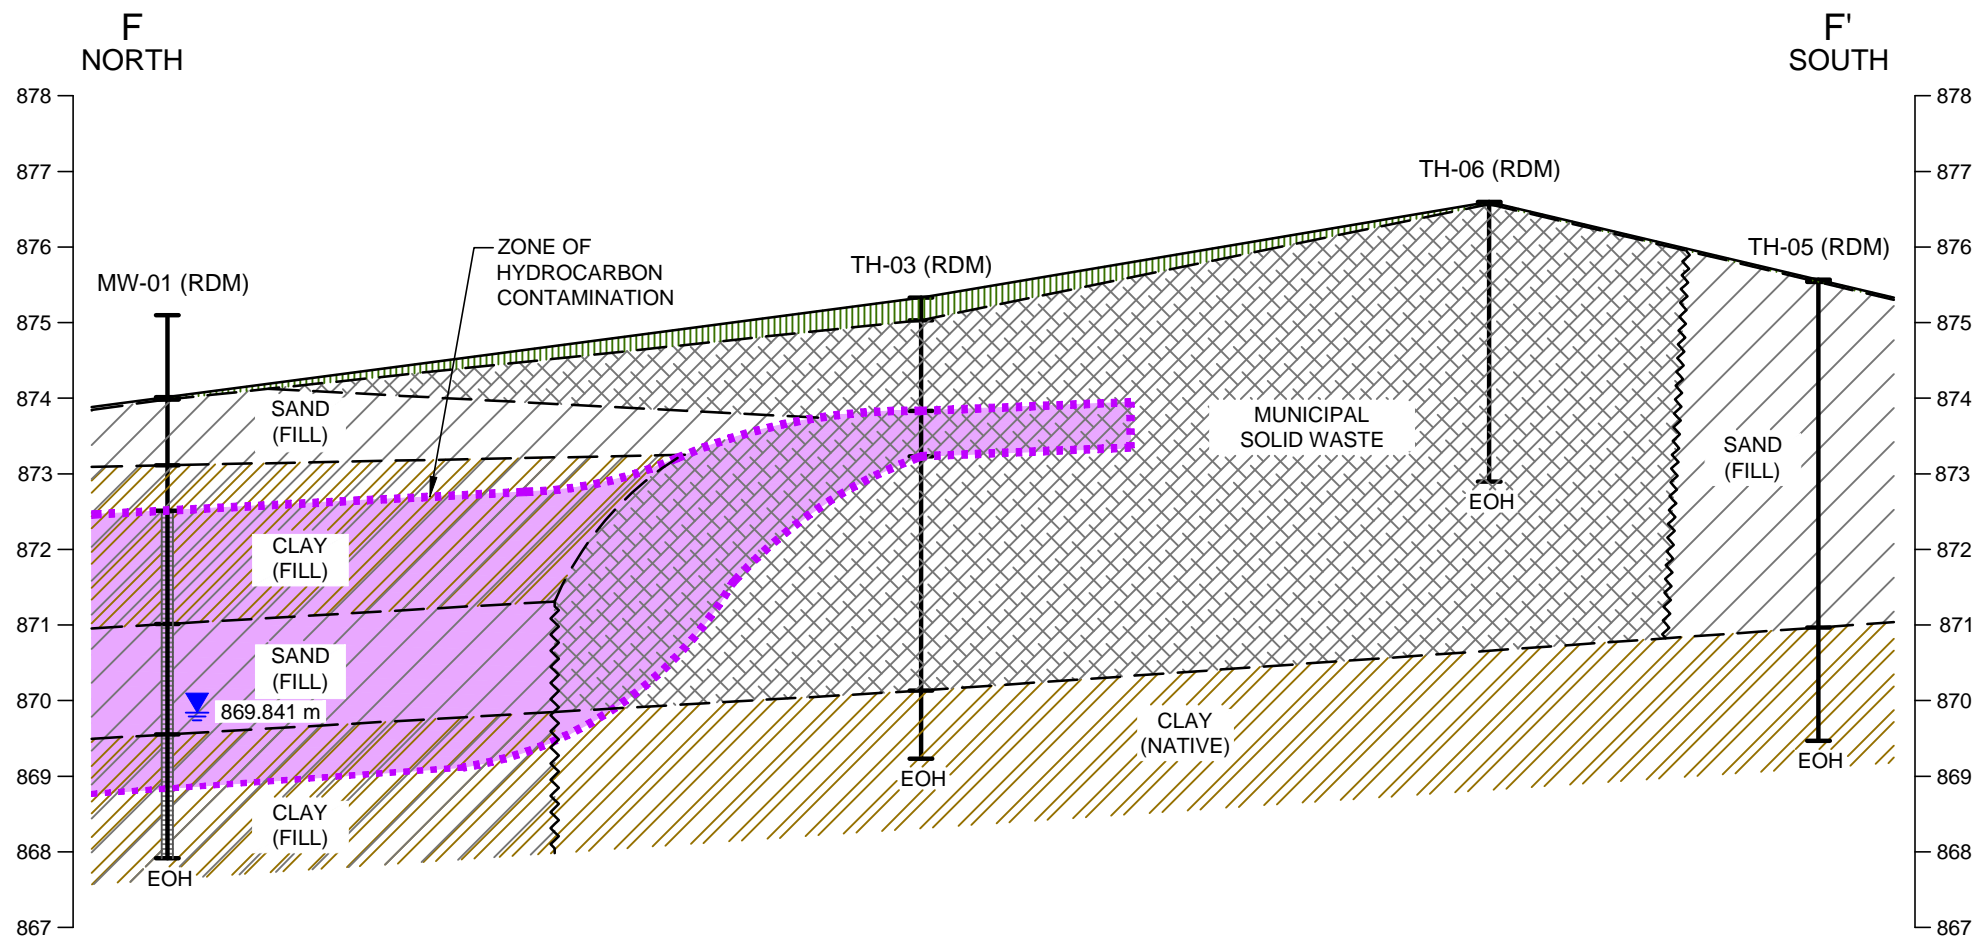 F
NORTH
F'
SOUTH
878
877
876
875
874
873
872
871
870
869
868
867
878
877
876
875
874
873
872
871
870
869
868
867
MW-01 (RDM)
ZONE OF
HYDROCARBON
CONTAMINATION
TH-03 (RDM)
TH-06 (RDM)
TH-05 (RDM)
SAND
(FILL)
CLAY
(FILL)
SAND
(FILL)
869.841 m
CLAY
(FILL)
EOH
MUNICIPAL
SOLID WASTE
CLAY
(NATIVE)
EOH
EOH
SAND
(FILL)
EOH